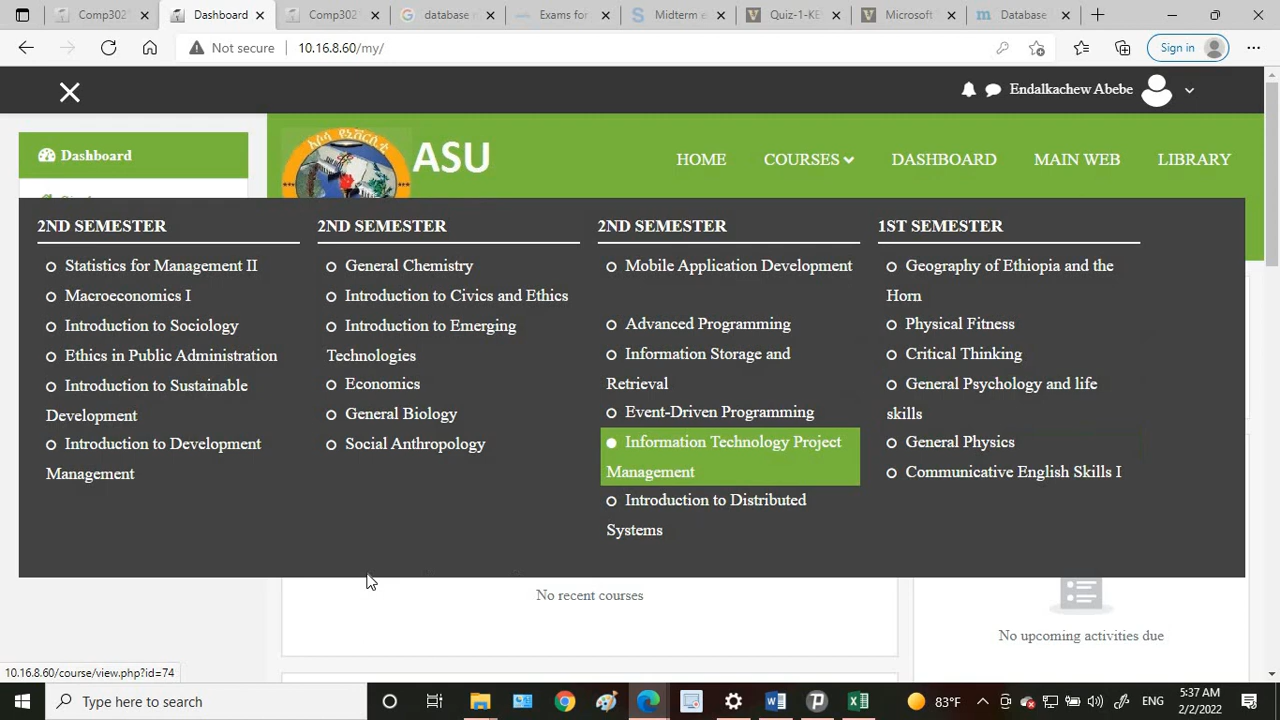 Comp302
Dashboard
Comp302
database n
Exams for
Midterm e
Quiz-1-KE
Microsoft
Database
Not secure
10.16.8.60/my/
Sign in
Endalkachew Abebe
Dashboard
ASU
HOME
COURSES
DASHBOARD
MAIN WEB
LIBRARY
2ND SEMESTER
Statistics for Management II
Macroeconomics I
Introduction to Sociology
Ethics in Public Administration
Introduction to Sustainable
Development
Introduction to Development
Management
2ND SEMESTER
General Chemistry
Introduction to Civics and Ethics
Introduction to Emerging
Technologies
Economics
General Biology
Social Anthropology
2ND SEMESTER
Mobile Application Development
Advanced Programming
Information Storage and
Retrieval
Event-Driven Programming
Information Technology Project
Management
Introduction to Distributed
Systems
1ST SEMESTER
Geography of Ethiopia and the
Horn
Physical Fitness
Critical Thinking
General Psychology and life
skills
General Physics
Communicative English Skills I
No recent courses
No upcoming activities due
10.16.8.60/course/view.php?id=74
Type here to search
83°F
ENG
5:37 AM
2/2/2022